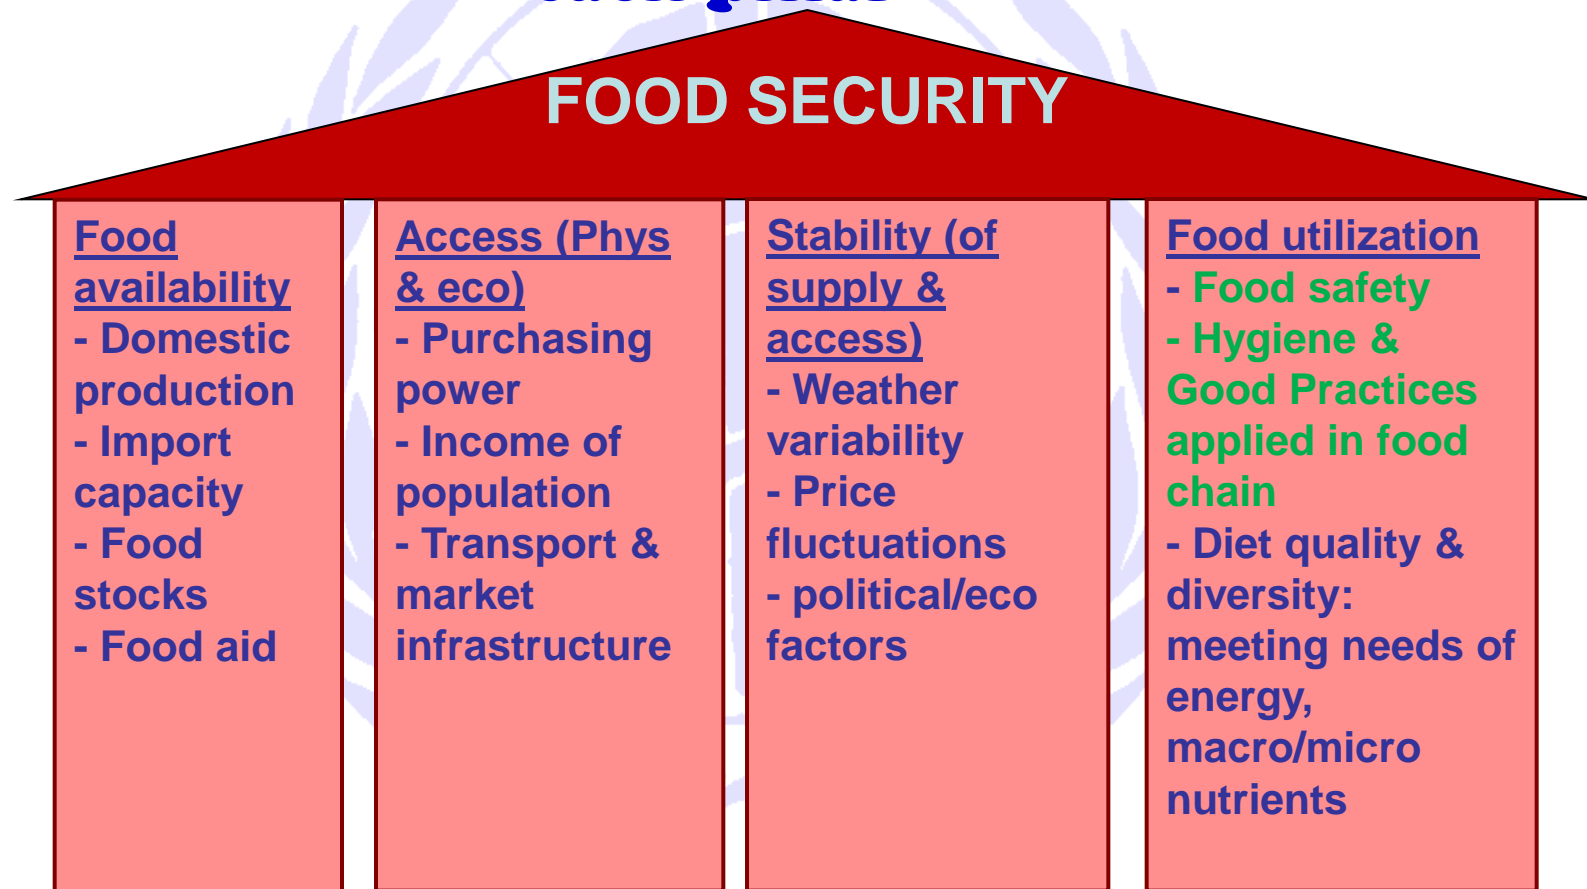 FOOD SECURITY
Food
availability
- Domestic
production
- Import
capacity
- Food
stocks
- Food aid
Access (Phys
& eco)
- Purchasing
power
- Income of
population
- Transport &
market
infrastructure
Stability (of
supply &
access)
- Weather
variability
- Price
fluctuations
- political/eco
factors
Food utilization
- Food safety
- Hygiene &
Good Practices
applied in food
chain
- Diet quality &
diversity:
meeting needs of
energy,
macro/micro
nutrients